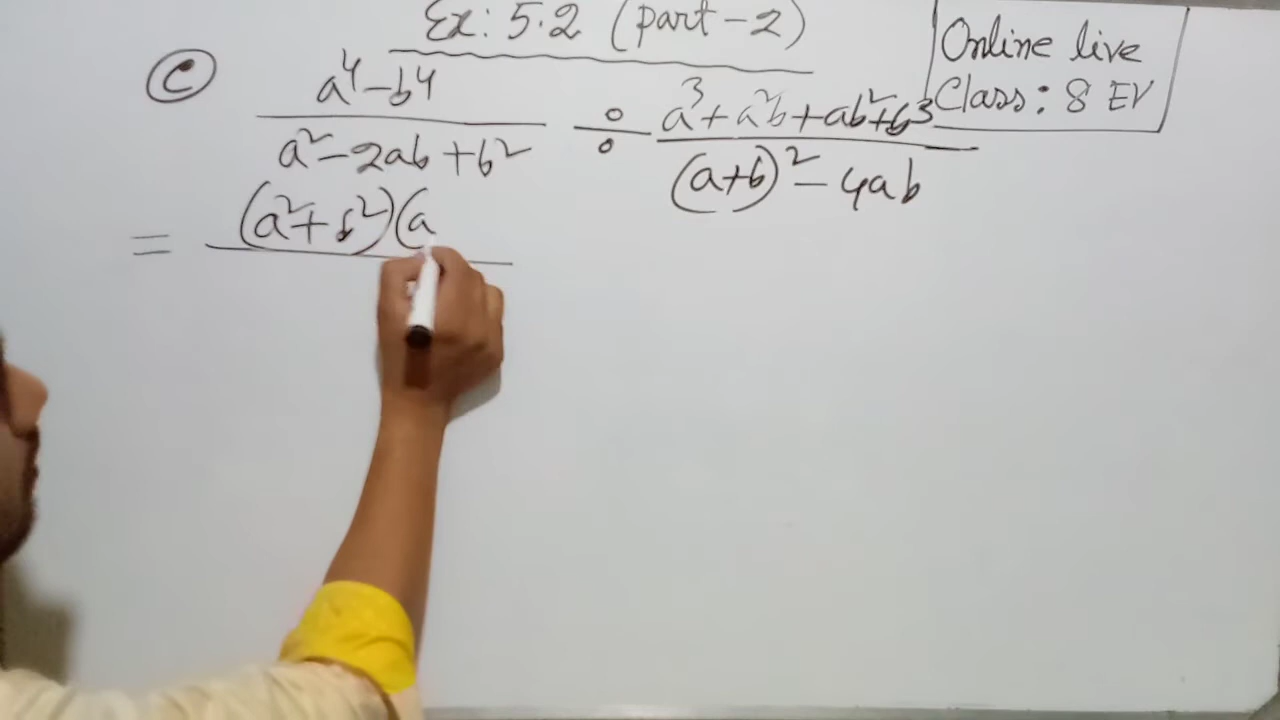 Ex: 5.2 (part-2)
Online live
Class: 8 EV
(c) a⁴-b⁴ / a²-2ab+b² ÷ a³+a²b+ab²+b³ / (a+b)²-4ab
= (a²+b²)(a